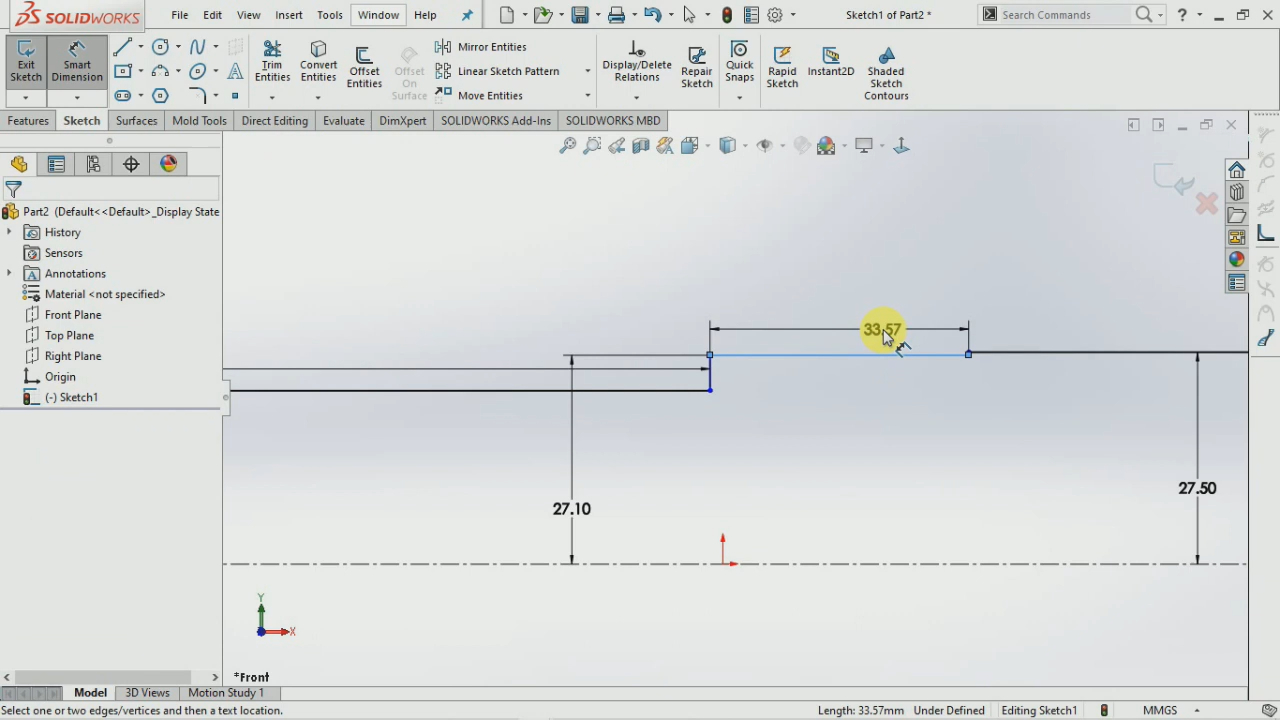 SOLIDWORKS File Edit View Insert Tools Window Help Sketch1 of Part2 * Search Commands ?
Exit Sketch Smart Dimension Trim Entities Convert Entities Offset Entities Offset On Surface Mirror Entities Linear Sketch Pattern Move Entities Display/Delete Relations Repair Sketch Quick Snaps Rapid Sketch Instant2D Shaded Sketch Contours
Features Sketch Surfaces Mold Tools Direct Editing Evaluate DimXpert SOLIDWORKS Add-Ins SOLIDWORKS MBD
Part2 (Default<<Default>_Display State
History
Sensors
Annotations
Material <not specified>
Front Plane
Top Plane
Right Plane
Origin
(-) Sketch1
33.57
27.50
27.10
Y
X
*Front
Model 3D Views Motion Study 1
Select one or two edges/vertices and then a text location. Length: 33.57mm Under Defined Editing Sketch1 MMGS